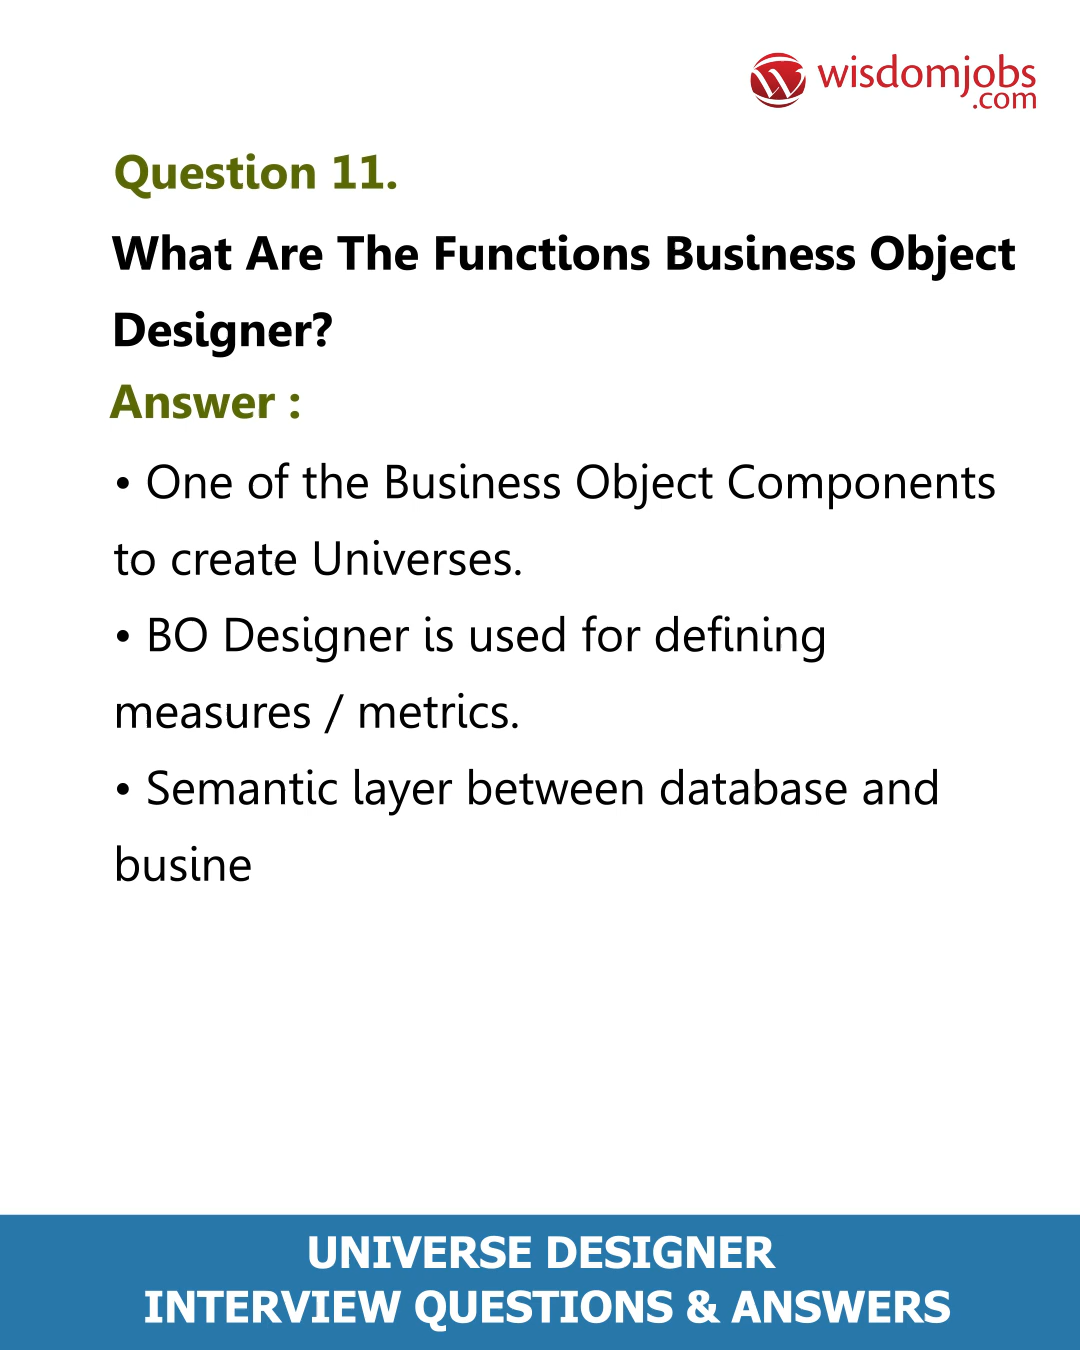 wisdomjobs
.com
Question 11.
What Are The Functions Business Object
Designer?
Answer :
• One of the Business Object Components
to create Universes.
• BO Designer is used for defining
measures / metrics.
• Semantic layer between database and
busine
UNIVERSE DESIGNER
INTERVIEW QUESTIONS & ANSWERS